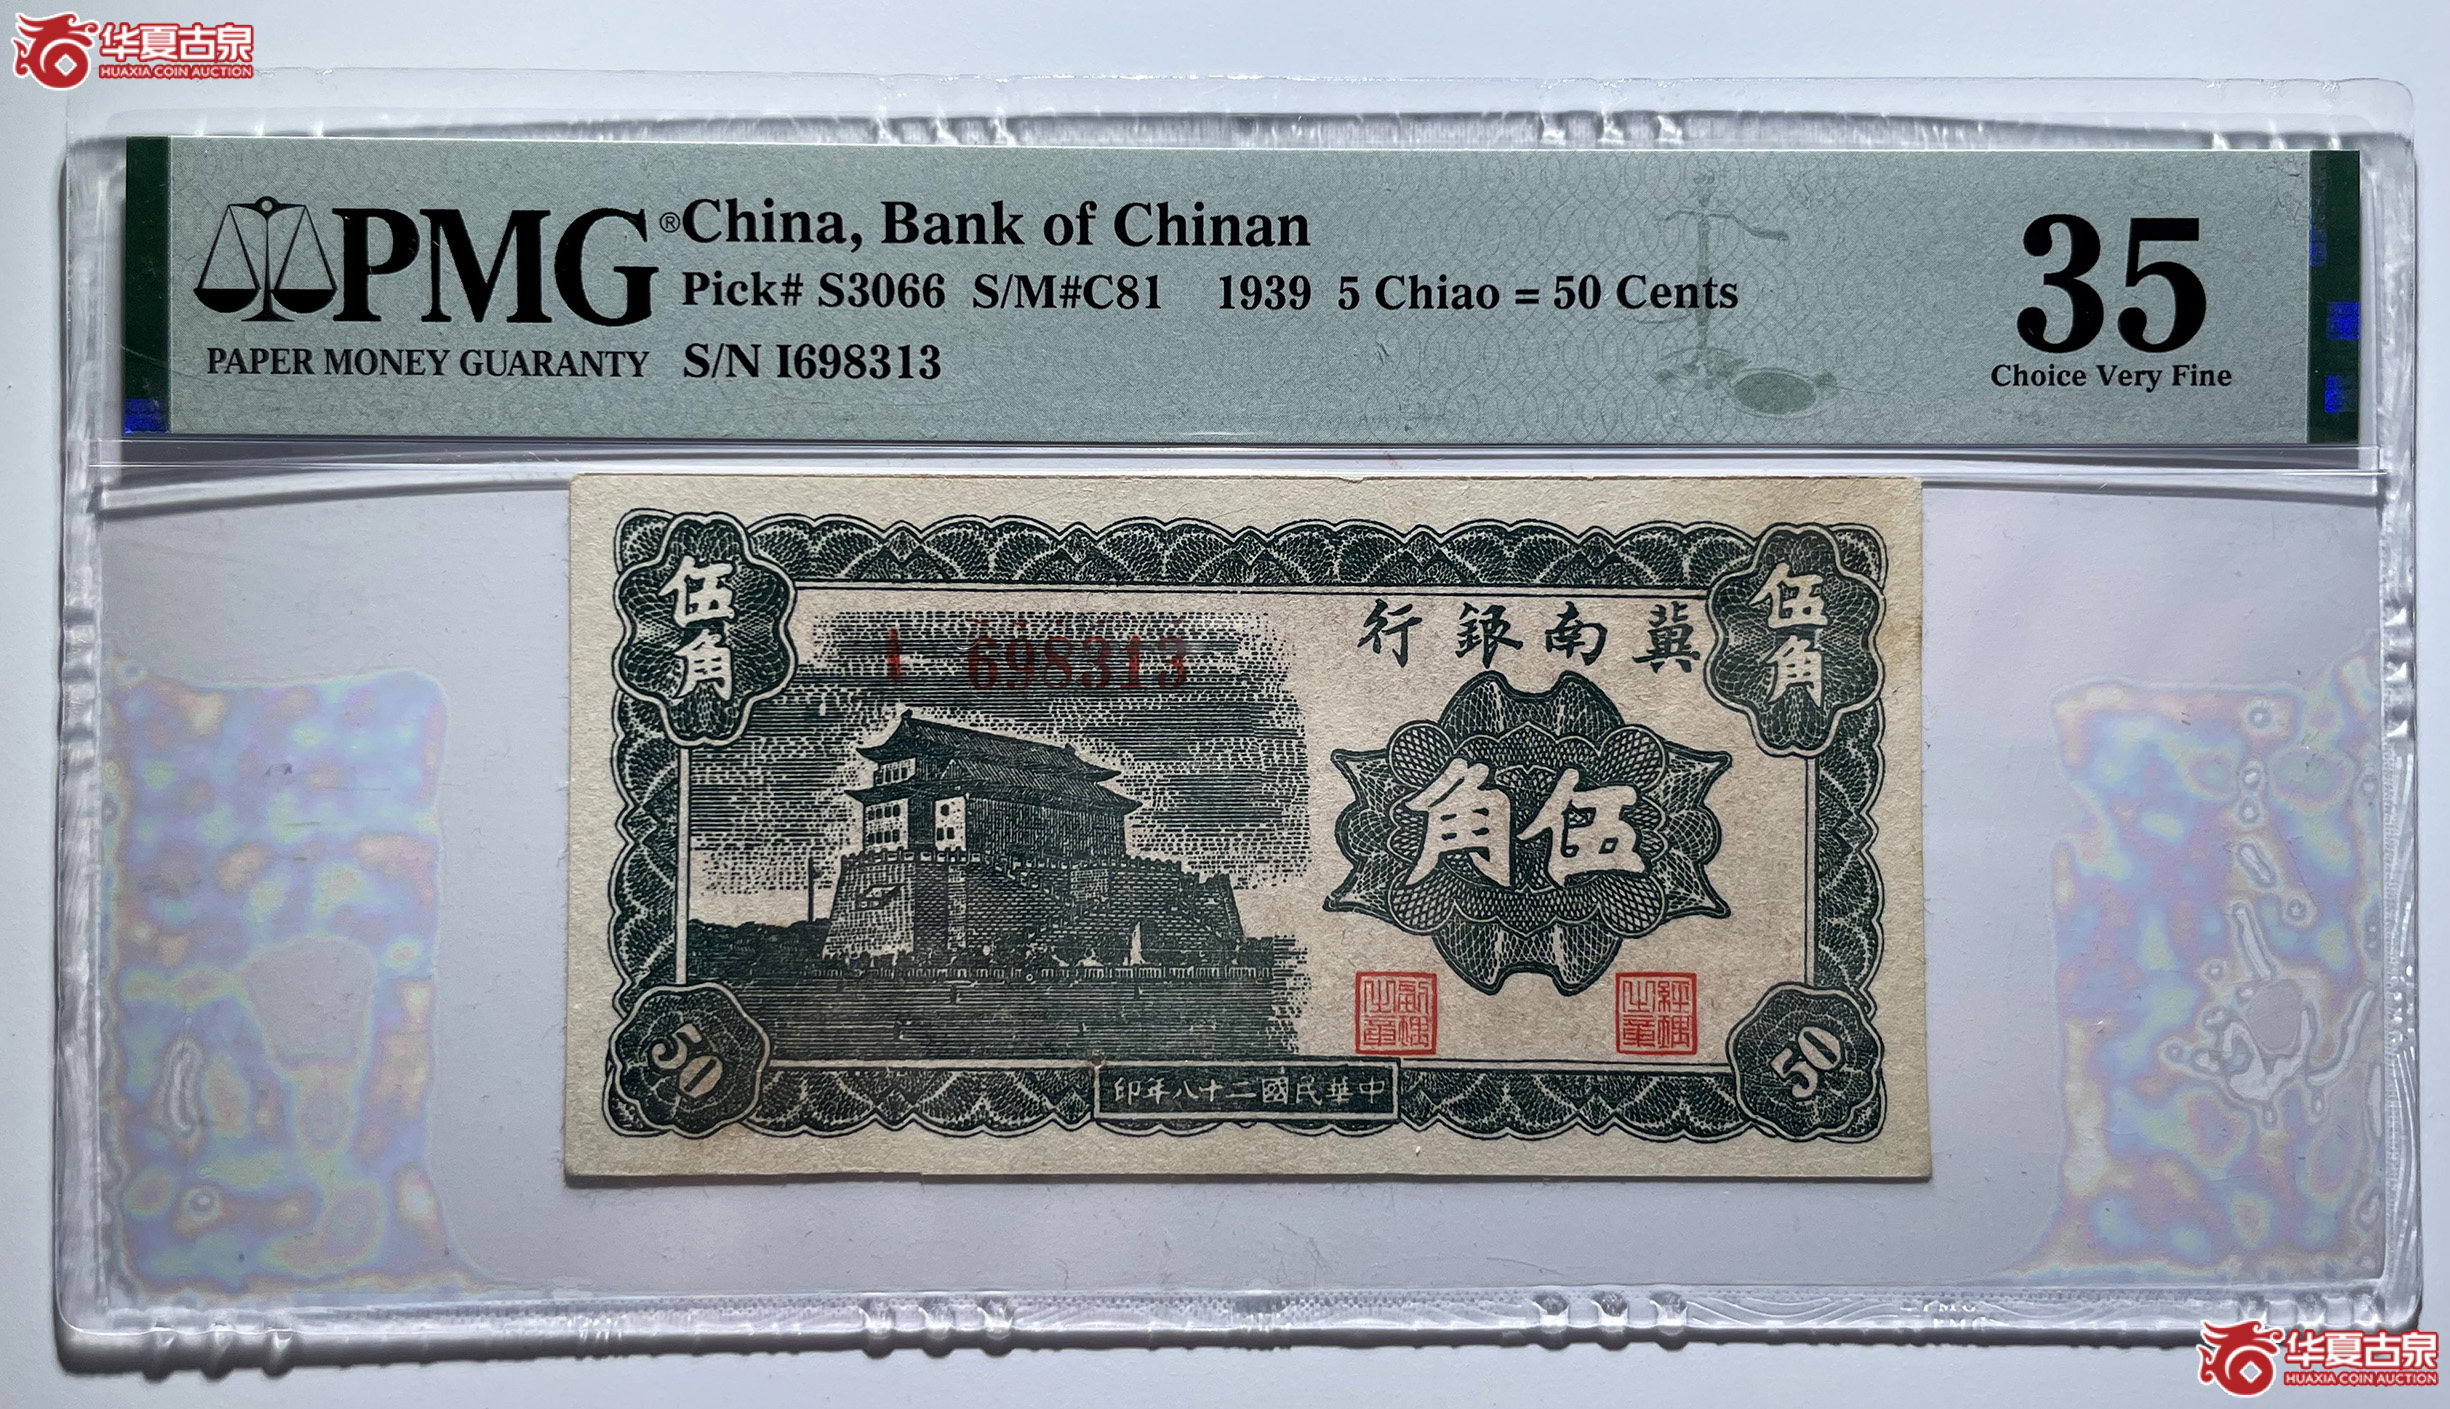 华夏古泉
HUAXIA COIN AUCTION
PMG®
PAPER MONEY GUARANTY
China, Bank of Chinan
Pick# S3066 S/M#C81 1939 5 Chiao = 50 Cents
S/N I698313
35
Choice Very Fine
伍角
伍角
I 698313
冀南銀行
伍角
50
50
中華民國二十八年印
华夏古泉
HUAXIA COIN AUCTION